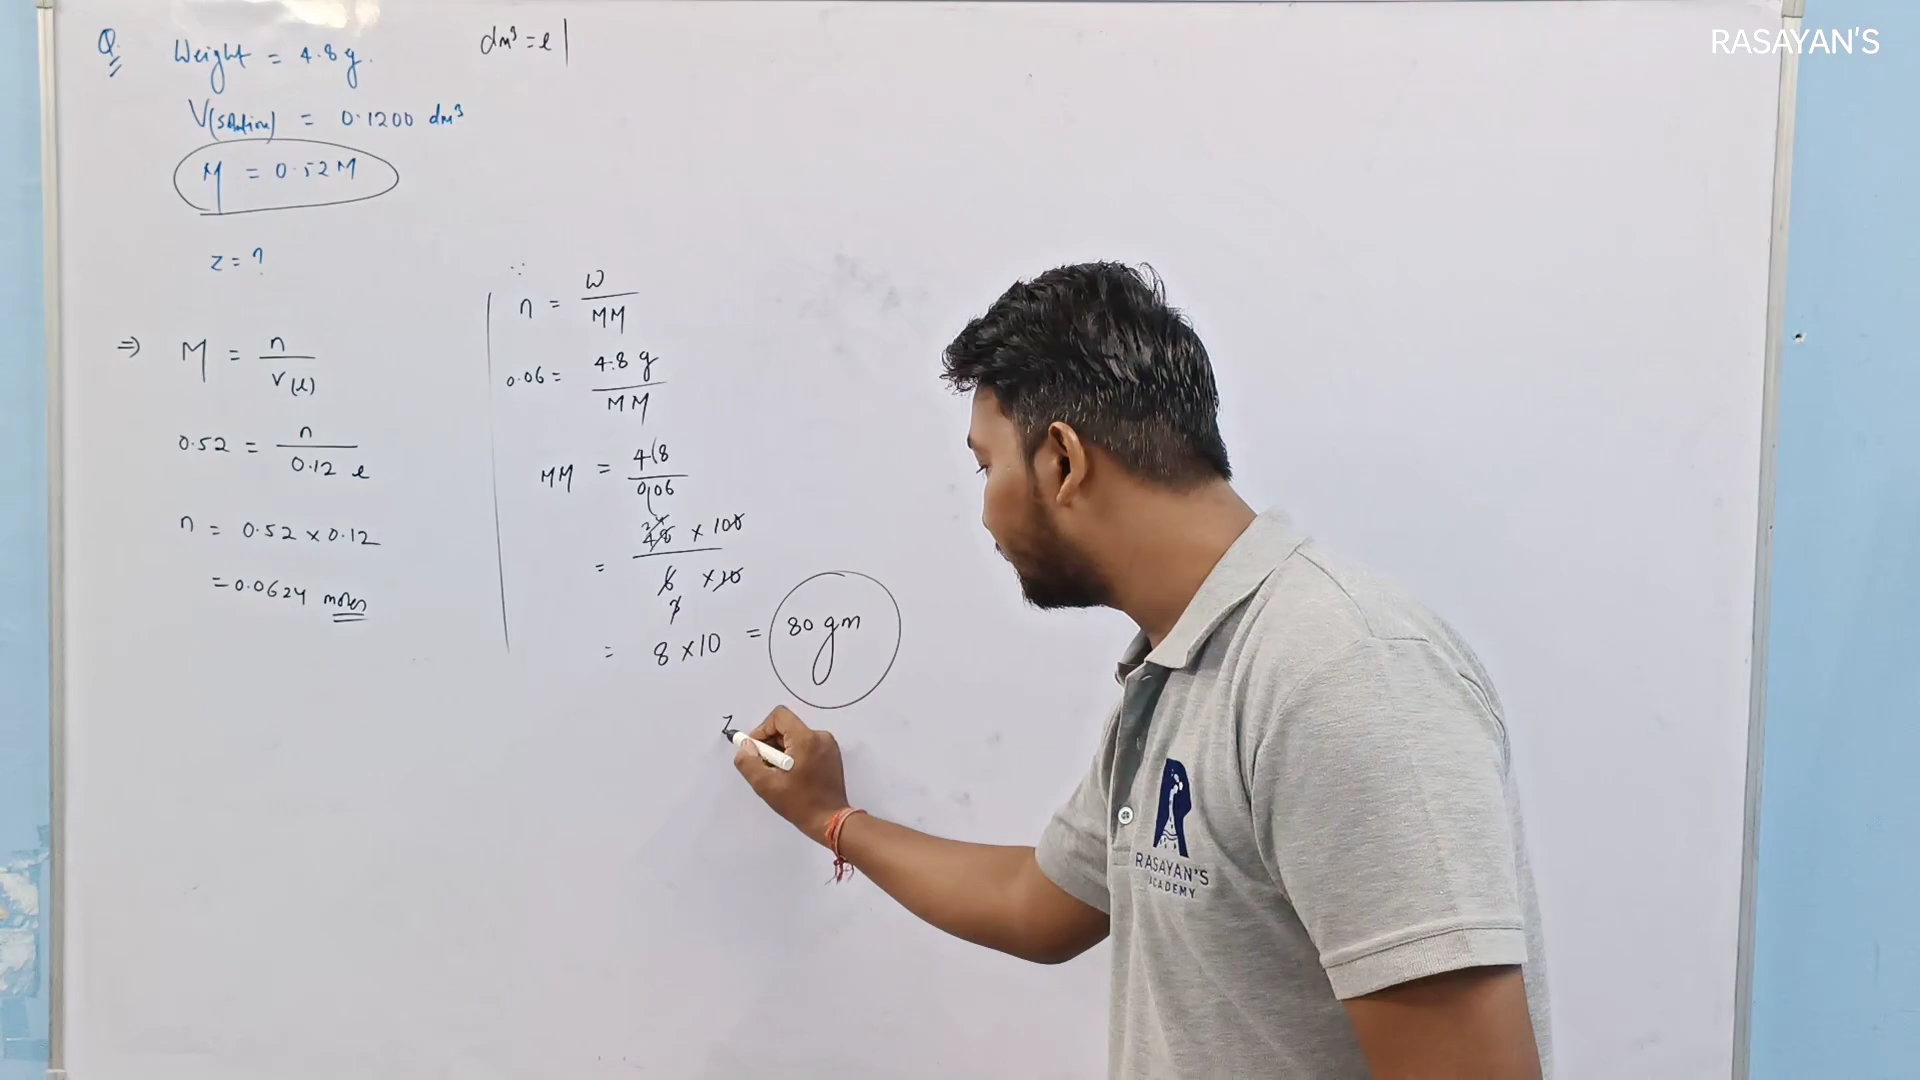 RASAYAN'S
Q.
Weight = 4.8 g.
dm³ = l
V(solution) = 0.1200 dm³
M = 0.52 M
z = ?
⇒ M = n / V(l)
0.52 = n / 0.12 l
n = 0.52 × 0.12
= 0.0624 moles
∵
n = W / MM
0.06 = 4.8 g / MM
MM = 4.8 / 0.06
= 48 × 100 / 6 × 10
= 8 × 10 = 80 gm
Z
RASAYAN'S
ACADEMY